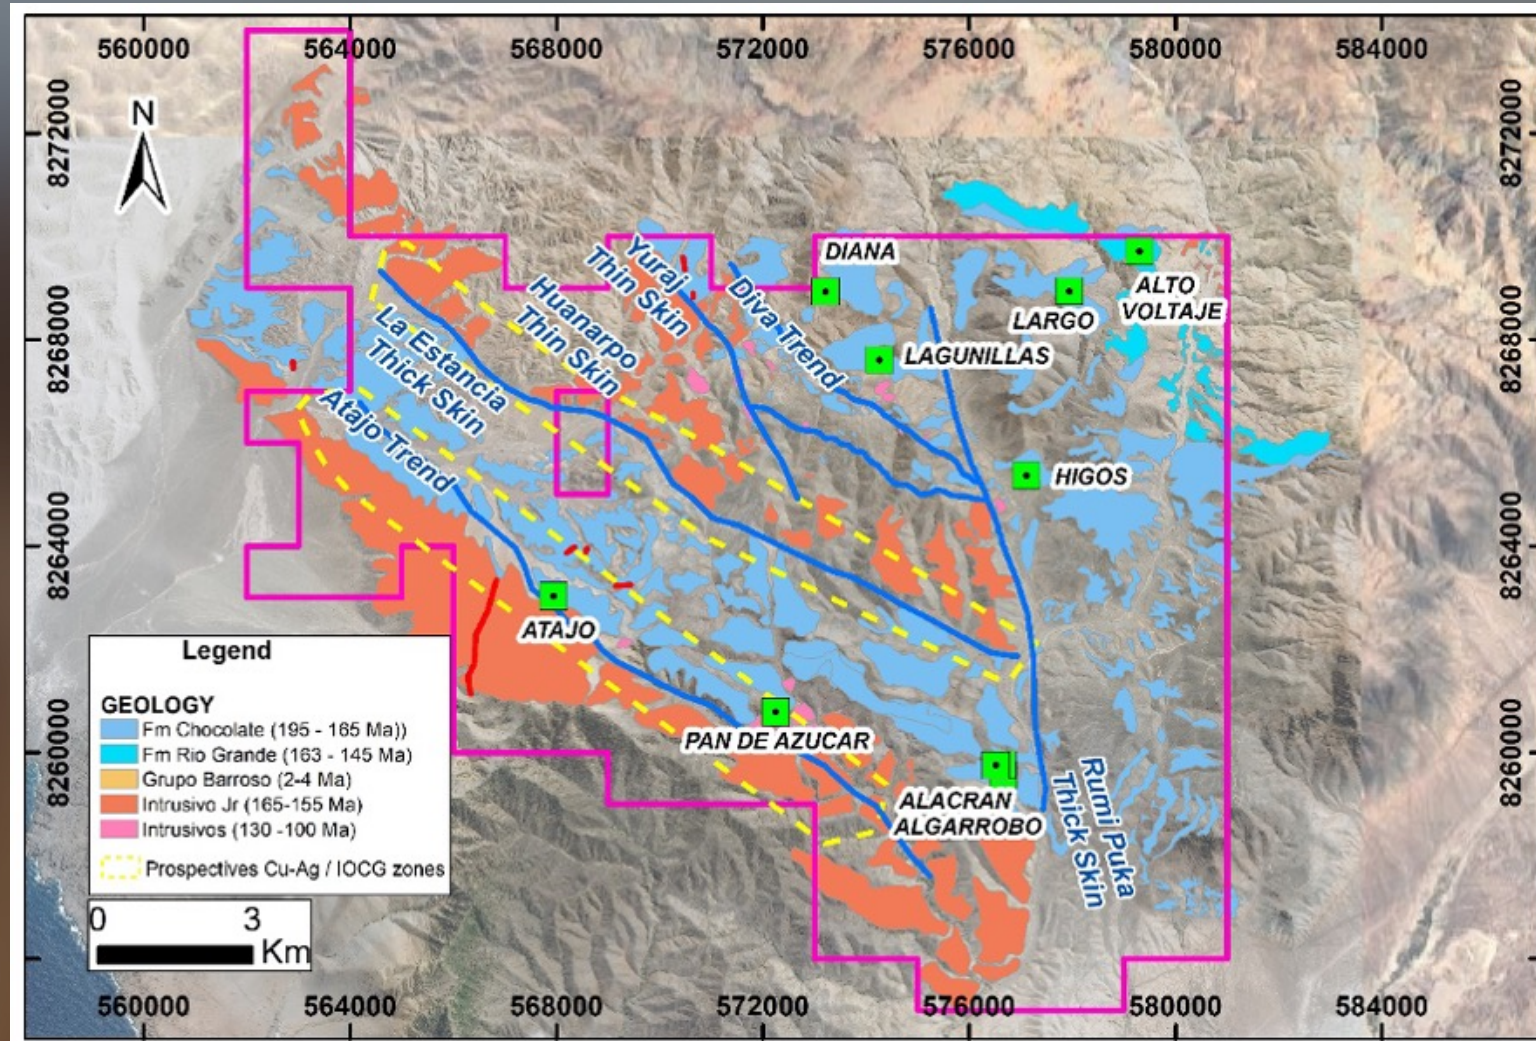 560000 564000 568000 572000 576000 580000 584000
N
8272000
8268000
8264000
8260000
8272000
8268000
8264000
8260000
DIANA
ALTO
VOLTAJE
LARGO
LAGUNILLAS
HIGOS
Yuraj
Thin Skin
Diva Trend
Huanarpo
Thin Skin
La Estancia
Thick Skin
Atajo Trend
ATAJO
PAN DE AZUCAR
ALACRAN
ALGARROBO
Rumi Puka
Thick Skin
Legend
GEOLOGY
Fm Chocolate (195 - 165 Ma))
Fm Rio Grande (163 - 145 Ma)
Grupo Barroso (2-4 Ma)
Intrusivo Jr (165-155 Ma)
Intrusivos (130 -100 Ma)
Prospectives Cu-Ag / IOCG zones
0 3
Km
560000 564000 568000 572000 576000 580000 584000